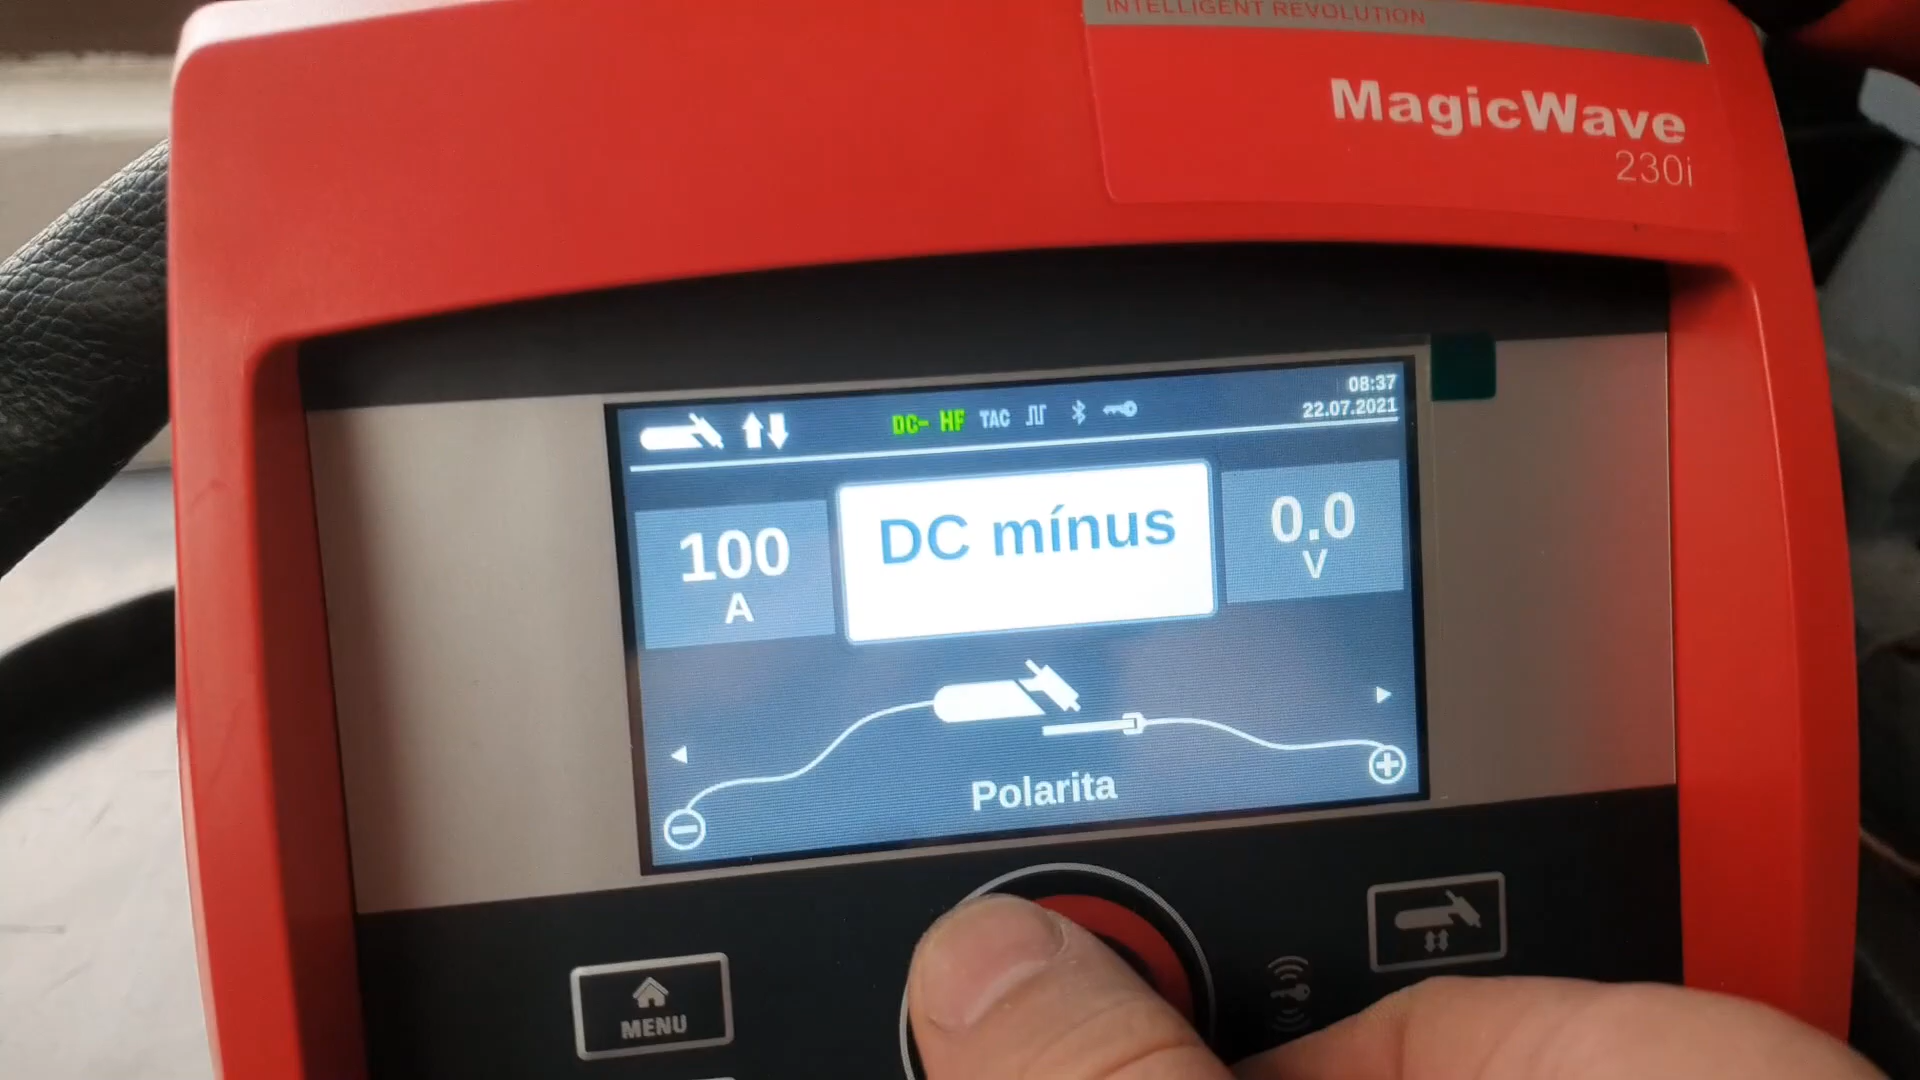 INTELLIGENT REVOLUTION
MagicWave
230i
DC- HF TAC
08:37
22.07.2021
100
A
DC mínus
0.0
V
Polarita
MENU